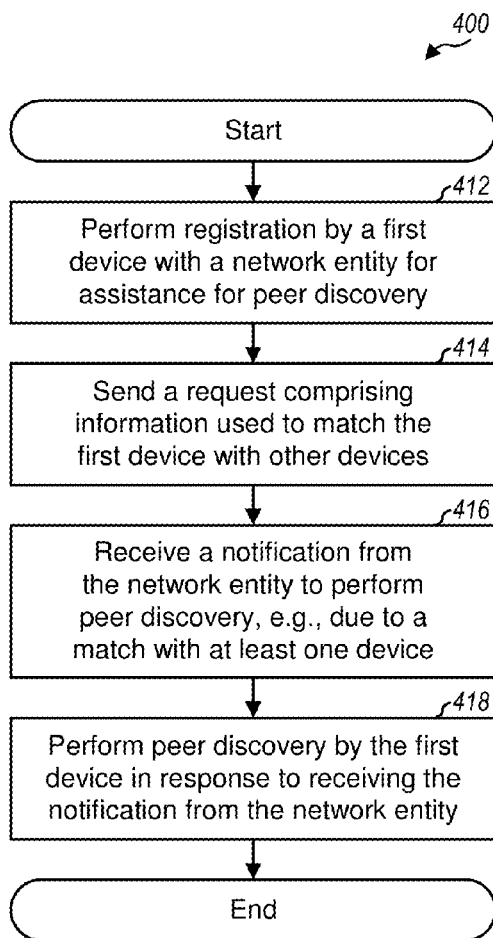 400
Start
412
Perform registration by a first
device with a network entity for
assistance for peer discovery
414
Send a request comprising
information used to match the
first device with other devices
416
Receive a notification from
the network entity to perform
peer discovery, e.g., due to a
match with at least one device
418
Perform peer discovery by the first
device in response to receiving the
notification from the network entity
End